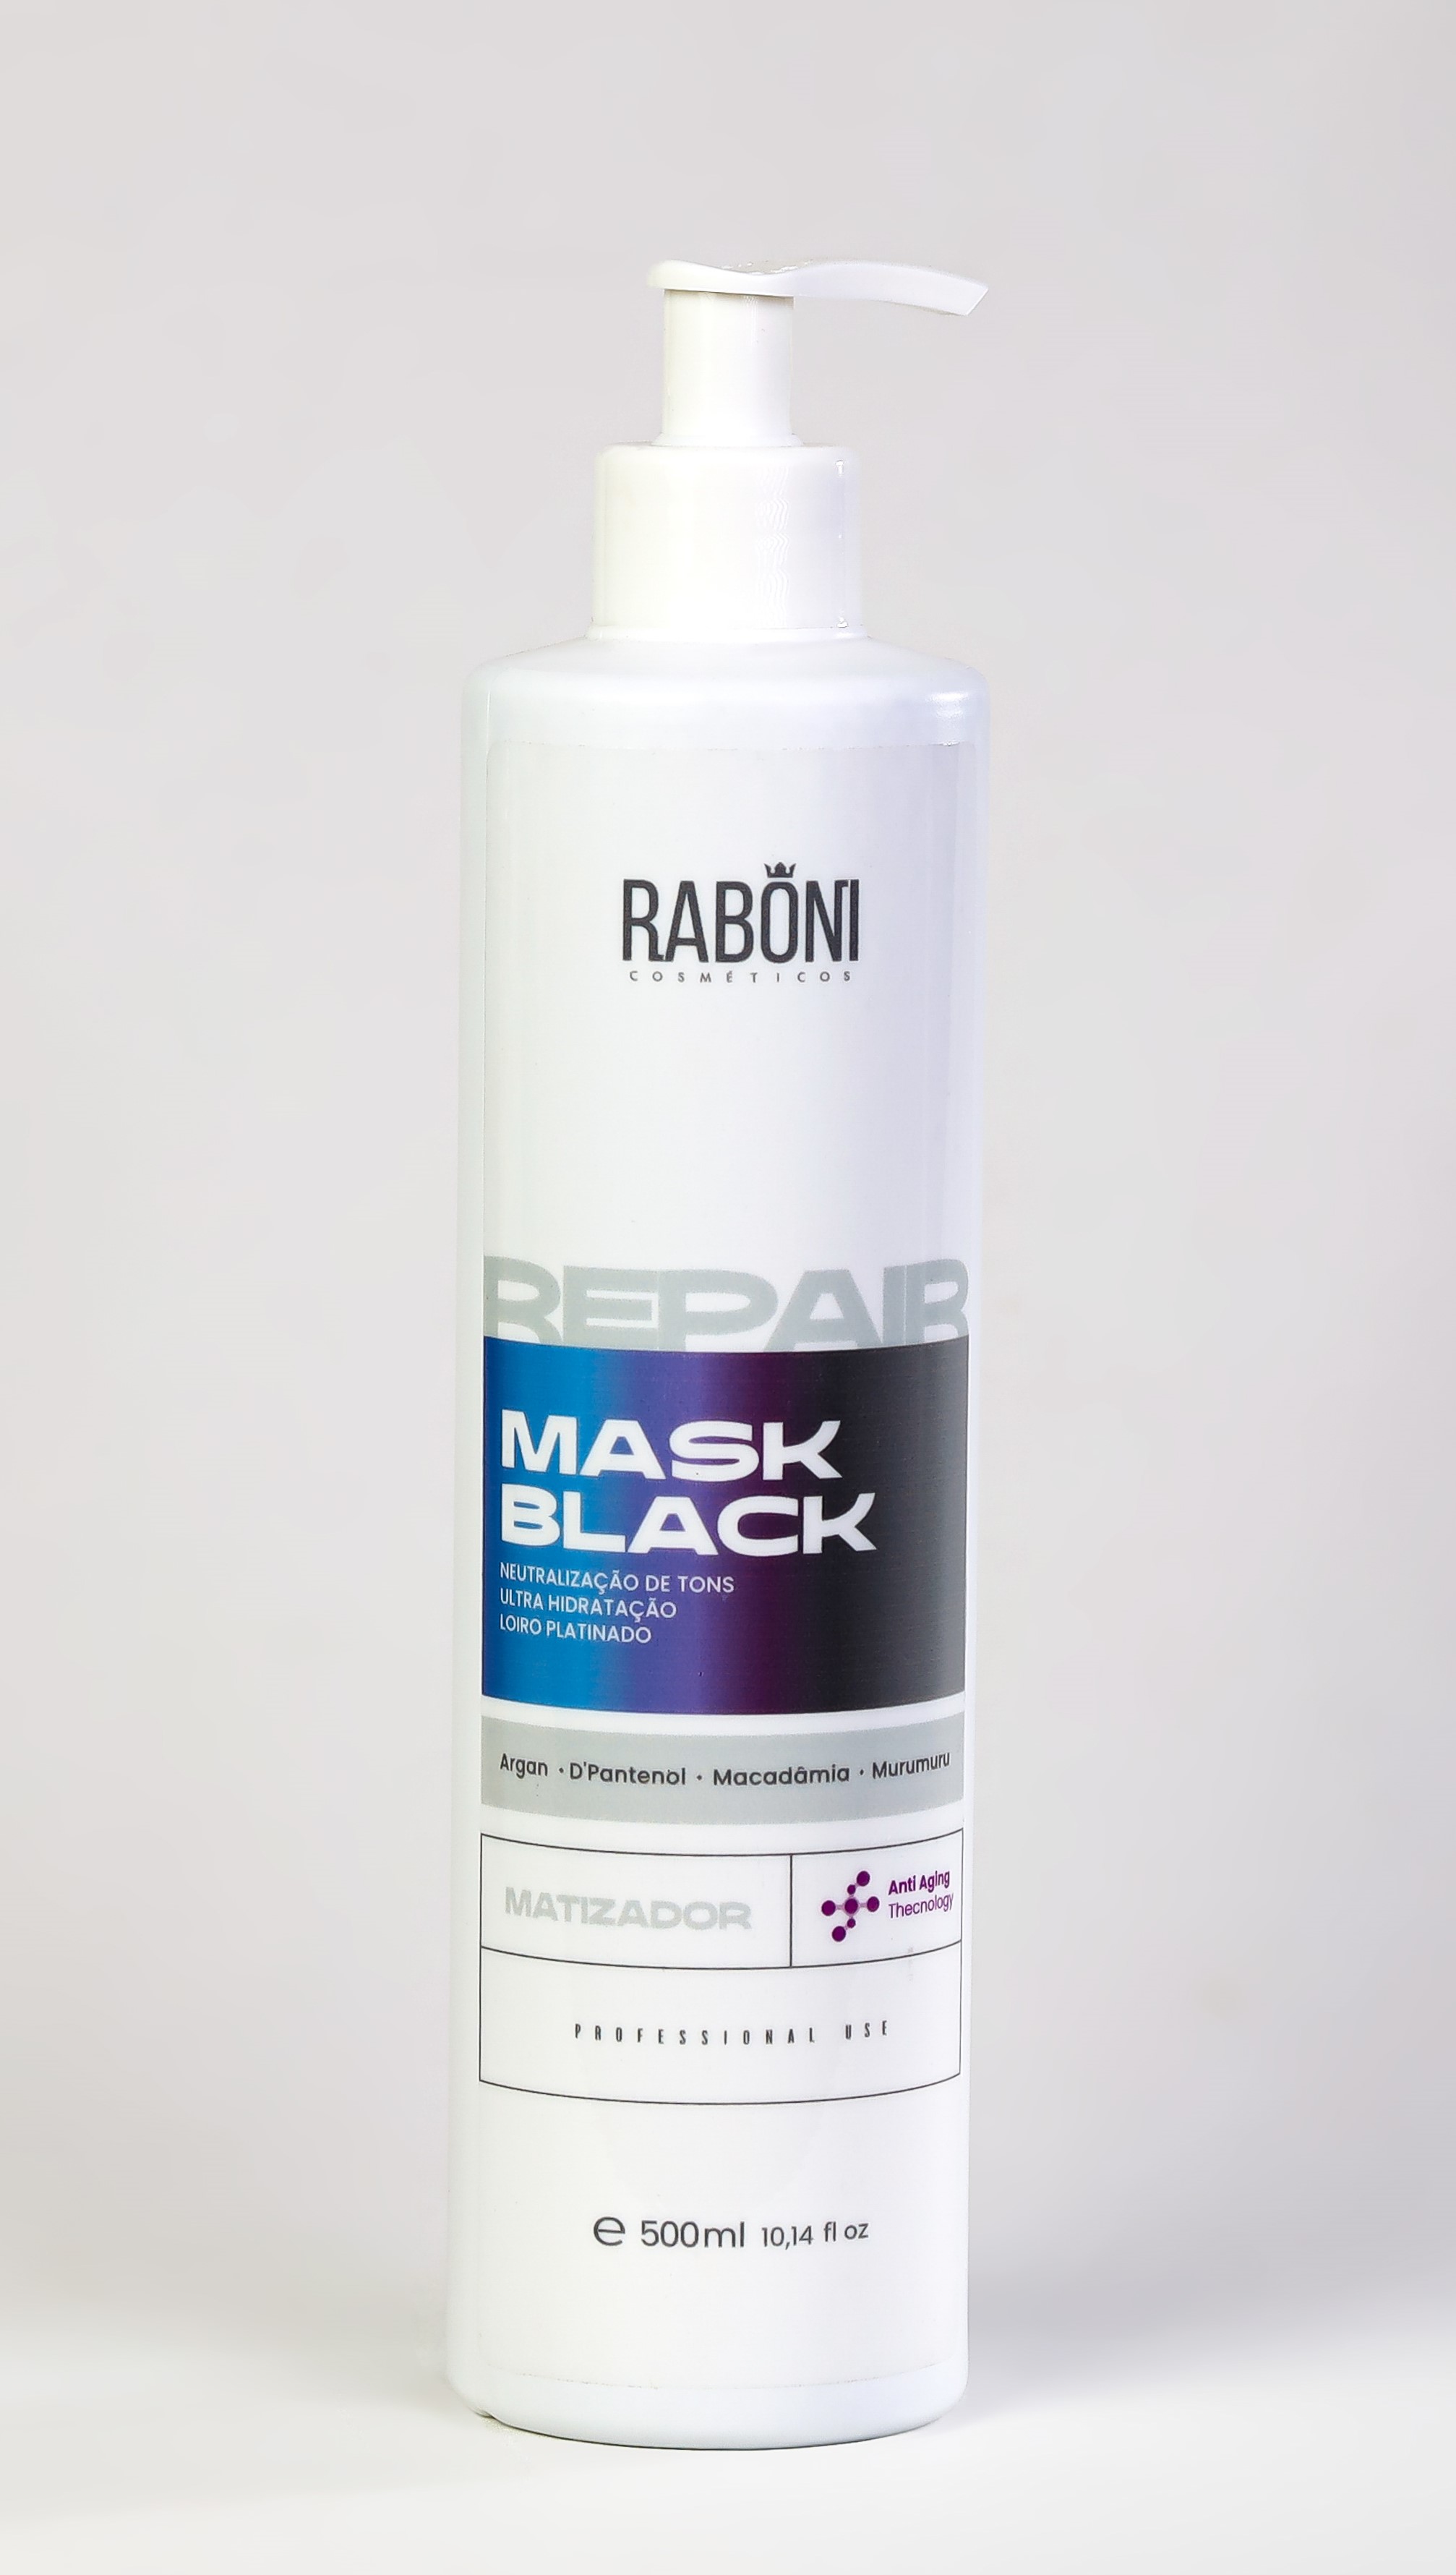 RABONI
COSMÉTICOS
REPAIR
MASK
BLACK
NEUTRALIZAÇÃO DE TONS
ULTRA HIDRATAÇÃO
LOIRO PLATINADO
Argan • D'Pantenol • Macadâmia • Murumuru
MATIZADOR
Anti Aging
Thecnology
PROFESSIONAL USE
e 500ml 10,14 fl oz